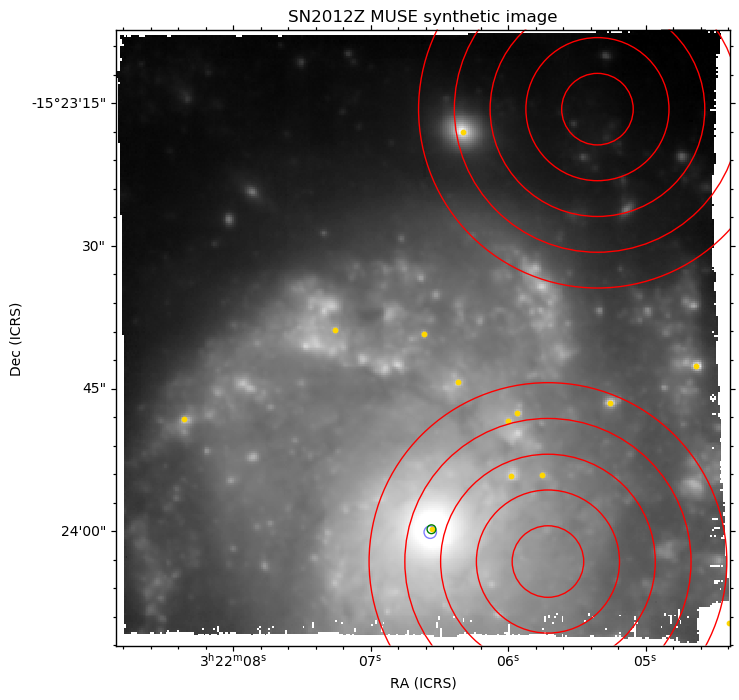 SN2012Z MUSE synthetic image
-15°23'15"
30"
45"
24'00"
3ʰ22ᵐ08ˢ 07ˢ 06ˢ 05ˢ
RA (ICRS)
Dec (ICRS)